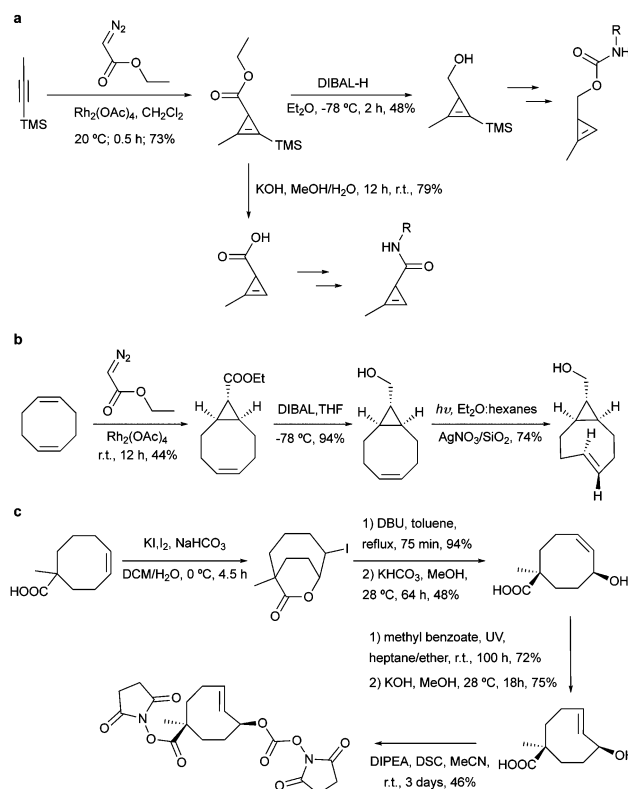 a
N₂
O
O
Rh₂(OAc)₄, CH₂Cl₂
20 ºC; 0.5 h; 73%
TMS
O
O
TMS
DIBAL-H
Et₂O, -78 ºC, 2 h, 48%
OH
TMS
R
O
NH
O
KOH, MeOH/H₂O, 12 h, r.t., 79%
OH
O
R
HN
O
b
N₂
O
O
Rh₂(OAc)₄
r.t., 12 h, 44%
COOEt
H
H
DIBAL,THF
-78 ºC, 94%
HO
H
H
hυ, Et₂O:hexanes
AgNO₃/SiO₂, 74%
HO
H
H
H
H
c
HOOC
KI,I₂, NaHCO₃
DCM/H₂O, 0 ºC, 4.5 h
I
O
O
1) DBU, toluene,
reflux, 75 min, 94%
2) KHCO₃, MeOH,
28 ºC, 64 h, 48%
HOOC
OH
1) methyl benzoate, UV,
heptane/ether, r.t., 100 h, 72%
2) KOH, MeOH, 28 ºC, 18h, 75%
HOOC
OH
DIPEA, DSC, MeCN,
r.t., 3 days, 46%
O
N
O
O
O
O
O
O
N
O
O